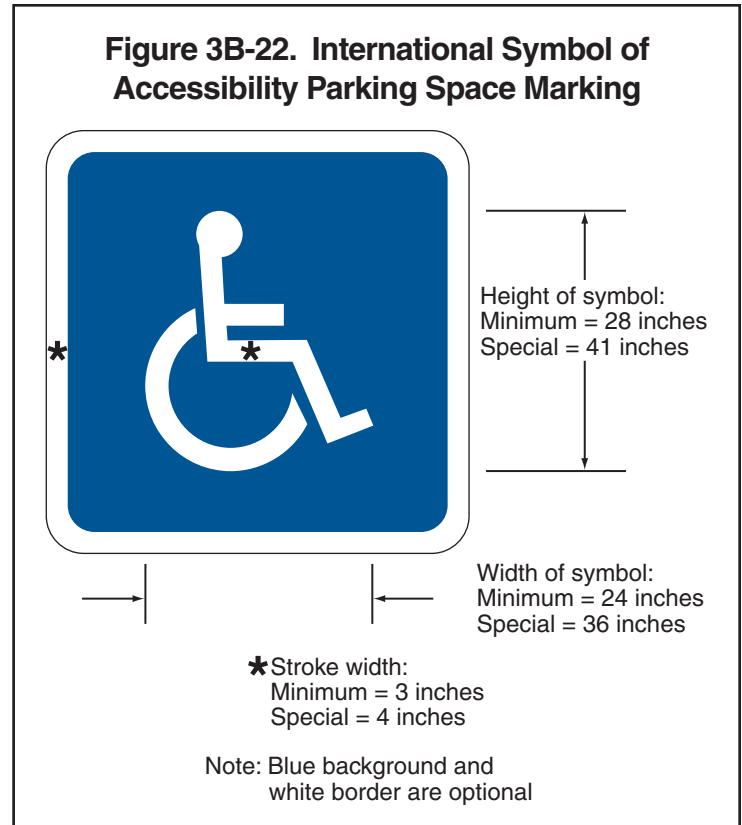 Figure 3B-22. International Symbol of
Accessibility Parking Space Marking
*
*
Height of symbol:
Minimum = 28 inches
Special = 41 inches
Width of symbol:
Minimum = 24 inches
Special = 36 inches
*Stroke width:
Minimum = 3 inches
Special = 4 inches
Note: Blue background and
white border are optional